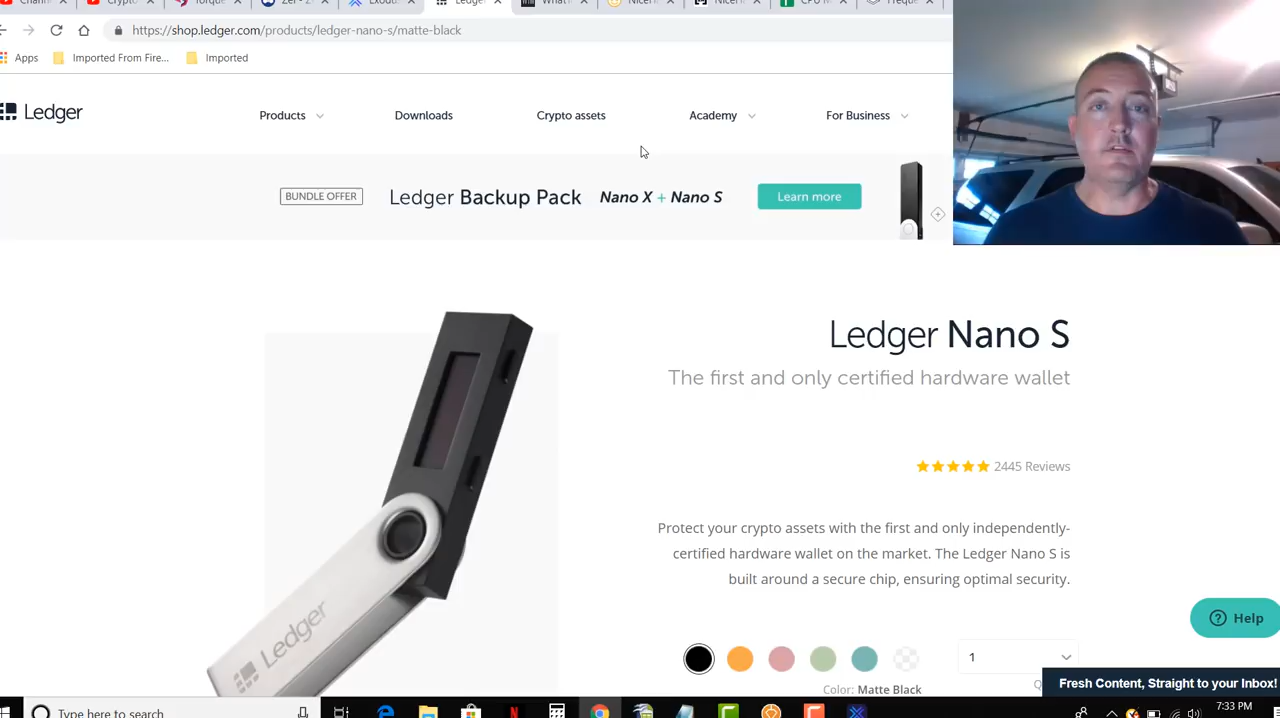 Crypto
Torque
Exodus
Ledger
https://shop.ledger.com/products/ledger-nano-s/matte-black
Apps Imported From Fire... Imported
Ledger
Products Downloads Crypto assets Academy For Business
BUNDLE OFFER Ledger Backup Pack Nano X + Nano S Learn more
Ledger Nano S
The first and only certified hardware wallet
2445 Reviews
Protect your crypto assets with the first and only independently-
certified hardware wallet on the market. The Ledger Nano S is
built around a secure chip, ensuring optimal security.
Ledger
Help
1
Color: Matte Black
Fresh Content, Straight to your Inbox!
Type here to search
7:33 PM